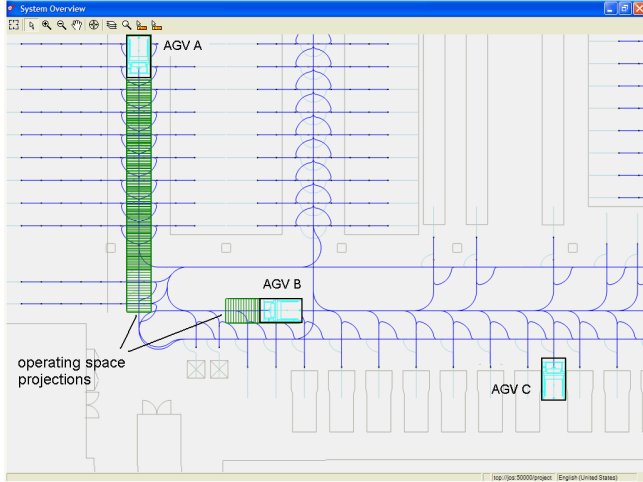 System Overview
AGV A
AGV B
operating space
projections
AGV C
tcp://jos:50000/project
English (United States)